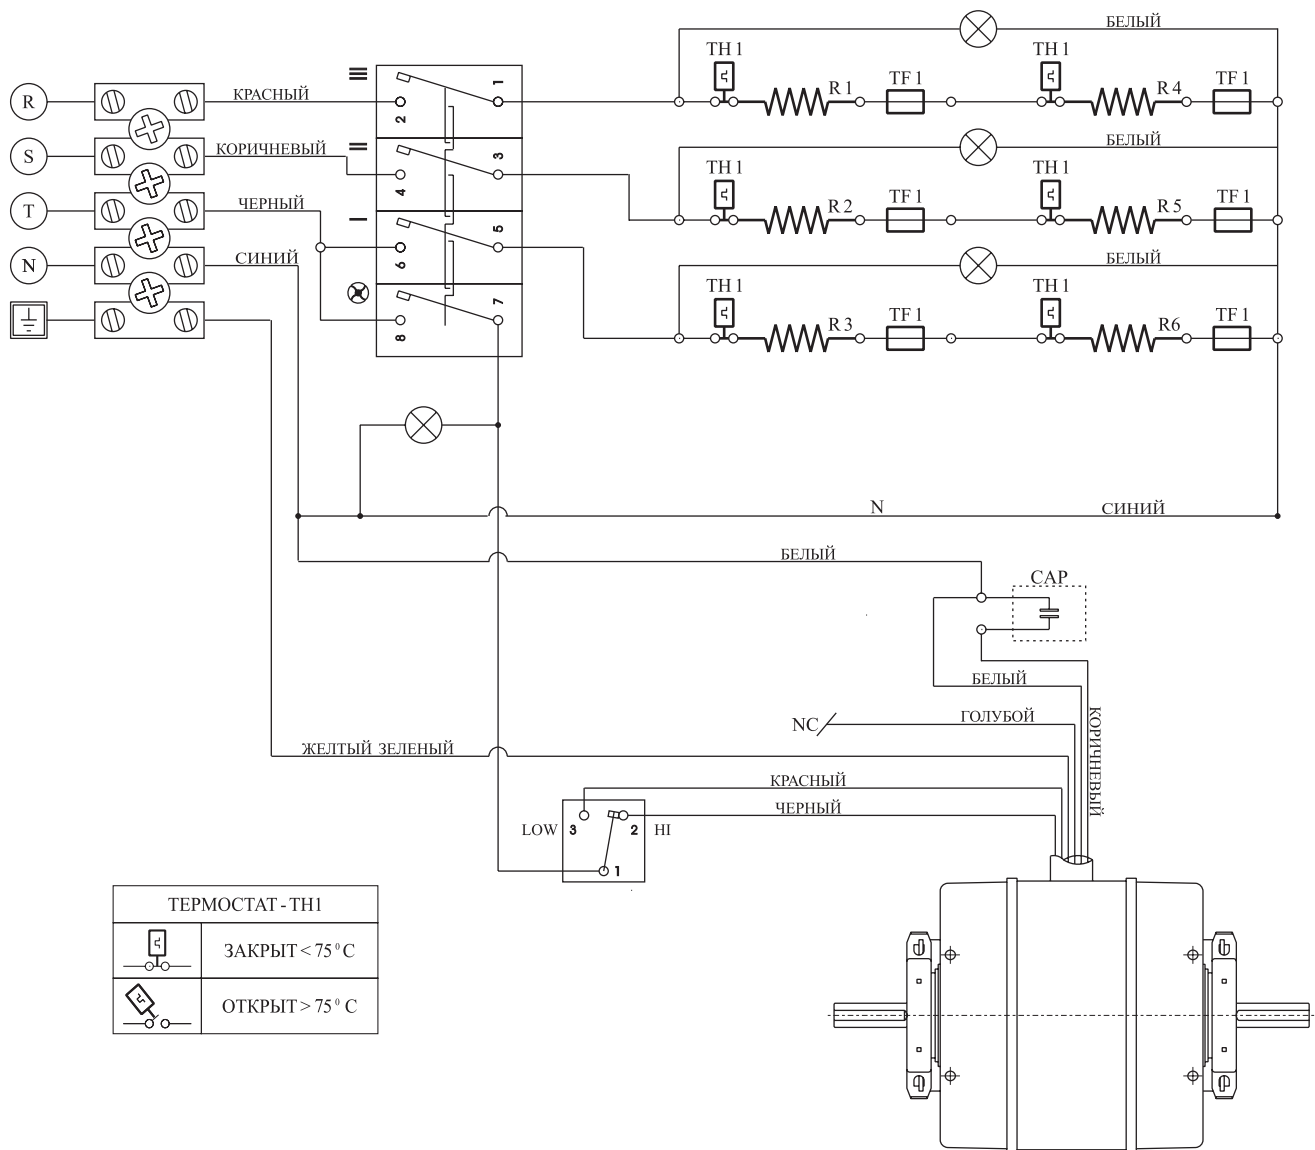 БЕЛЫЙ
TH 1
TH 1
R
КРАСНЫЙ
1
2
R 1
TF 1
R 4
TF 1
S
КОРИЧНЕВЫЙ
3
4
БЕЛЫЙ
TH 1
TH 1
T
ЧЕРНЫЙ
5
6
R 2
TF 1
R 5
TF 1
N
СИНИЙ
7
8
БЕЛЫЙ
TH 1
TH 1
R 3
TF 1
R6
TF 1
N
СИНИЙ
БЕЛЫЙ
CAP
БЕЛЫЙ
КОРИЧНЕВЫЙ
NC
ГОЛУБОЙ
ЖЕЛТЫЙ ЗЕЛЕНЫЙ
КРАСНЫЙ
ЧЕРНЫЙ
LOW
3
2
HI
1
ТЕРМОСТАТ - TH1
ЗАКРЫТ < 75 ⁰ C
ОТКРЫТ > 75 ⁰ C